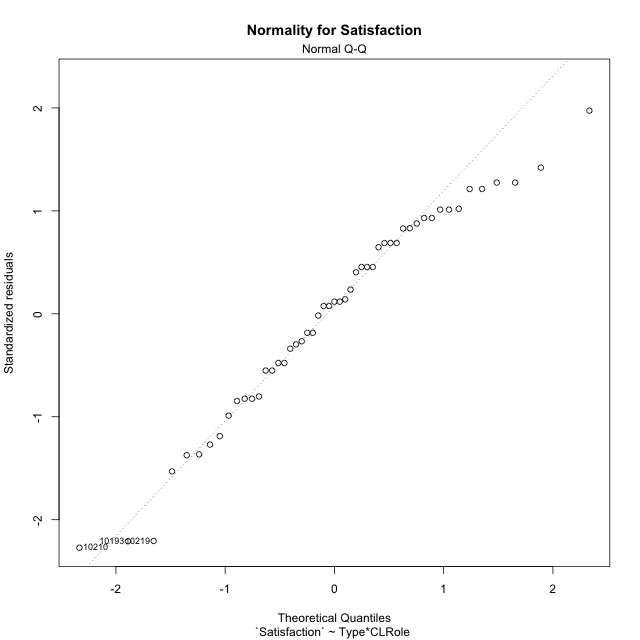 Normality for Satisfaction
Normal Q-Q
Standardized residuals
2
1
0
-1
-2
10210
10193
10219
-2
-1
0
1
2
Theoretical Quantiles
`Satisfaction` ~ Type*CLRole